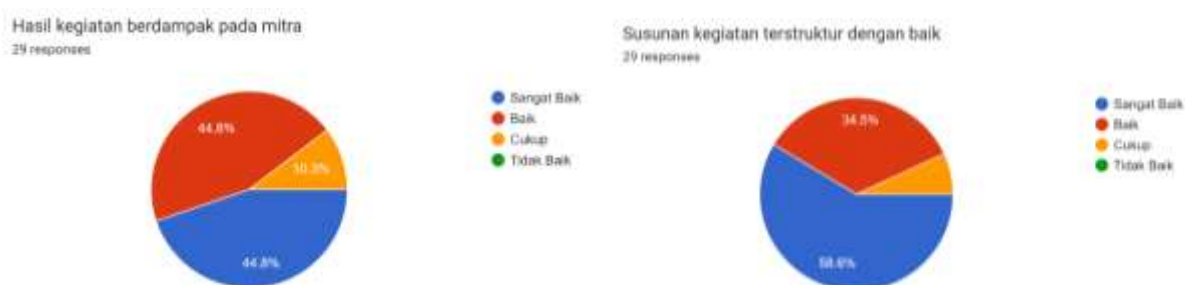 Hasil kegiatan berdampak pada mitra
29 responses
44.8%
10.3%
44.8%
Sangat Baik
Baik
Cukup
Tidak Baik
Susunan kegiatan terstruktur dengan baik
29 responses
34.5%
58.6%
Sangat Baik
Baik
Cukup
Tidak Baik